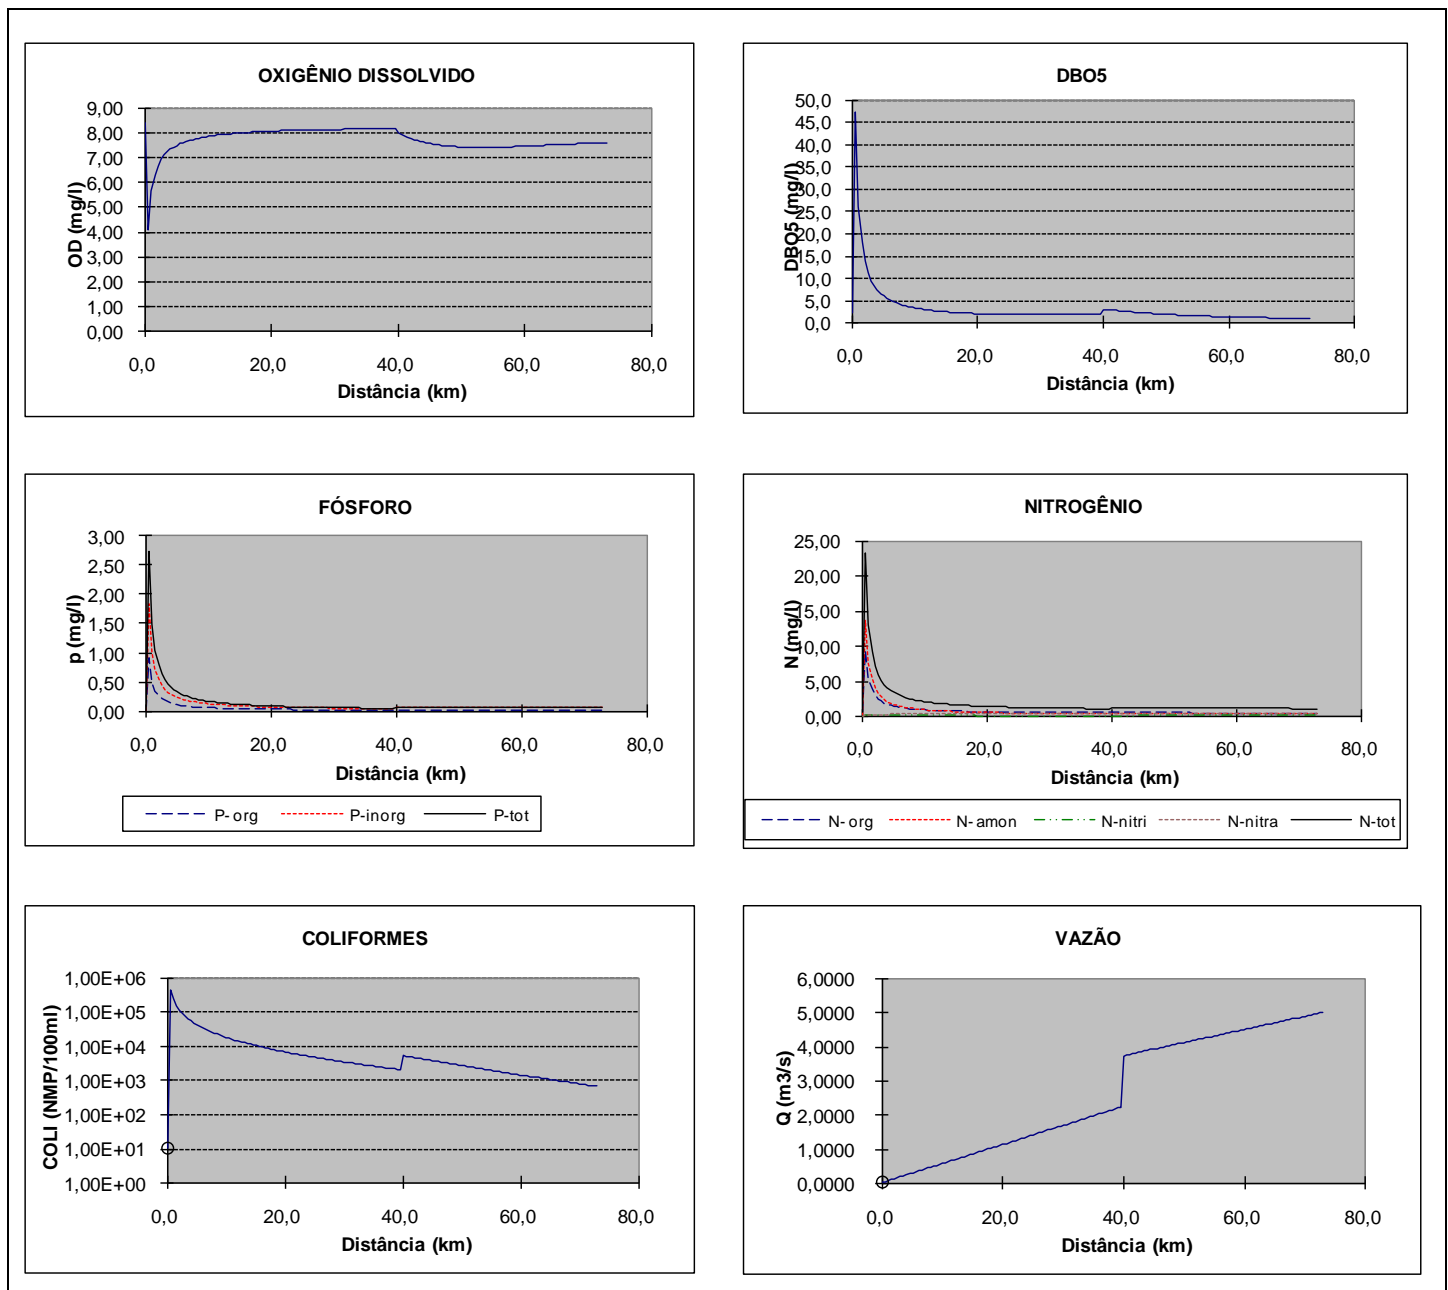 OXIGÊNIO DISSOLVIDO
OD (mg/l)
9,00
8,00
7,00
6,00
5,00
4,00
3,00
2,00
1,00
0,00
0,0 20,0 40,0 60,0 80,0
Distância (km)
DBO5
DBO5 (mg/l)
50,0
45,0
40,0
35,0
30,0
25,0
20,0
15,0
10,0
5,0
0,0
0,0 20,0 40,0 60,0 80,0
Distância (km)
FÓSFORO
p (mg/l)
3,00
2,50
2,00
1,50
1,00
0,50
0,00
0,0 20,0 40,0 60,0 80,0
Distância (km)
P-org P-inorg P-tot
NITROGÊNIO
N (mg/l)
25,00
20,00
15,00
10,00
5,00
0,00
0,0 20,0 40,0 60,0 80,0
Distância (km)
N-org N-amon N-nitri N-nitra N-tot
COLIFORMES
COLI (NMP/100ml)
1,00E+06
1,00E+05
1,00E+04
1,00E+03
1,00E+02
1,00E+01
1,00E+00
0,0 20,0 40,0 60,0 80,0
Distância (km)
VAZÃO
Q (m3/s)
6,0000
5,0000
4,0000
3,0000
2,0000
1,0000
0,0000
0,0 20,0 40,0 60,0 80,0
Distância (km)